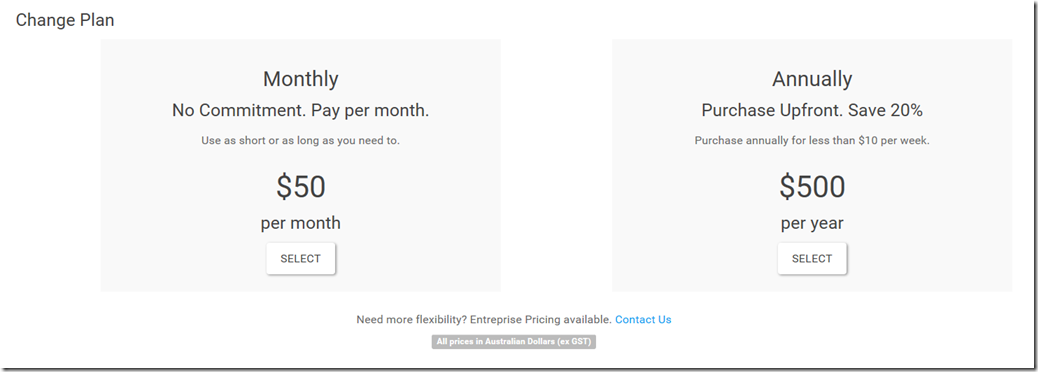 Change Plan
Monthly
No Commitment. Pay per month.
Use as short or as long as you need to.
$50
per month
SELECT
Annually
Purchase Upfront. Save 20%
Purchase annually for less than $10 per week.
$500
per year
SELECT
Need more flexibility? Entreprise Pricing available. Contact Us
All prices in Australian Dollars (ex GST)